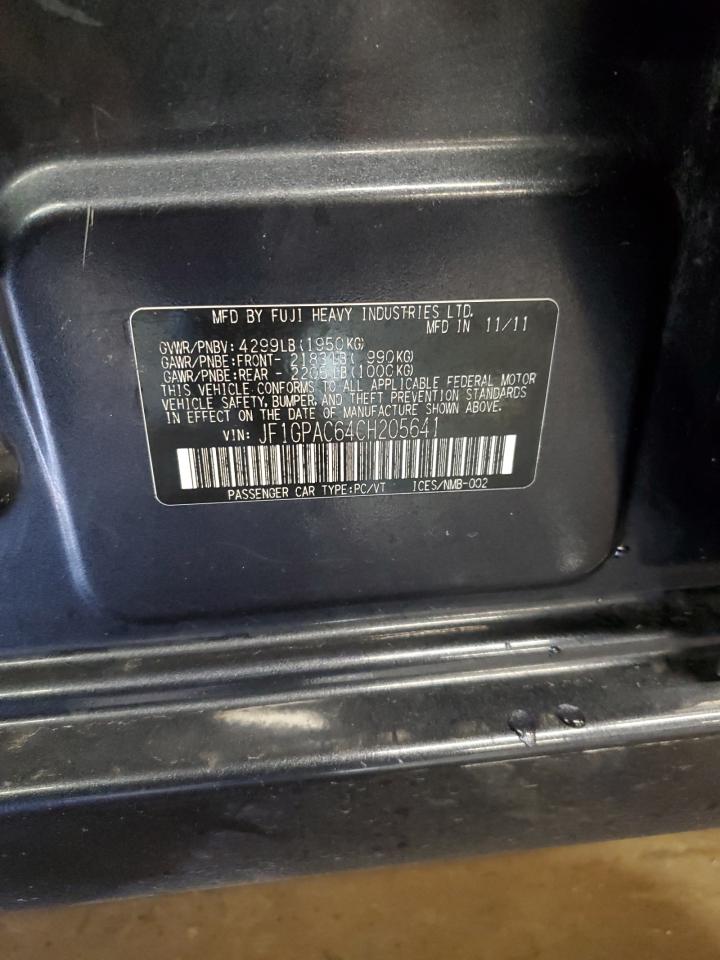 MFD BY FUJI HEAVY INDUSTRIES LTD.
MFD IN 11/11
GVWR/PNBV: 4299LB(1950KG)
GAWR/PNBE:FRONT- 2183LB( 990KG)
GAWR/PNBE:REAR - 2205LB(1000KG)
THIS VEHICLE CONFORMS TO ALL APPLICABLE FEDERAL MOTOR
VEHICLE SAFETY, BUMPER, AND THEFT PREVENTION STANDARDS
IN EFFECT ON THE DATE OF MANUFACTURE SHOWN ABOVE.
VIN: JF1GPAC64CH205641
PASSENGER CAR TYPE:PC/VT ICES/NMB-002